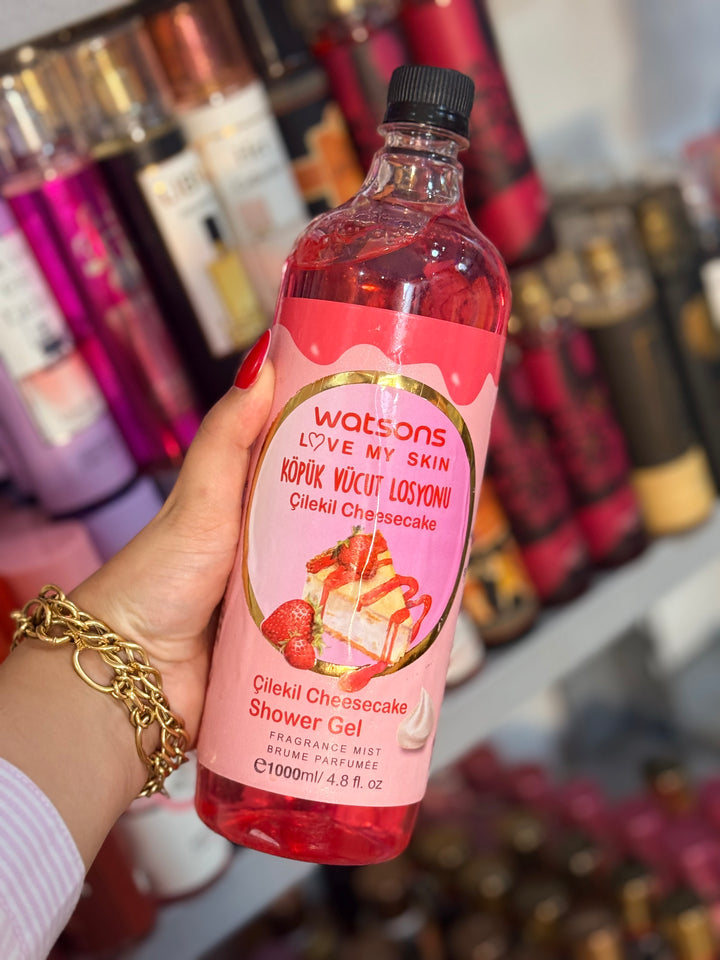 watsons
L♡VE MY SKIN
KÖPÜK VÜCUT LOSYONU
Çilekil Cheesecake
Çilekil Cheesecake
Shower Gel
FRAGRANCE MIST
BRUME PARFUMÉE
℮1000ml/ 4.8 fl. oz